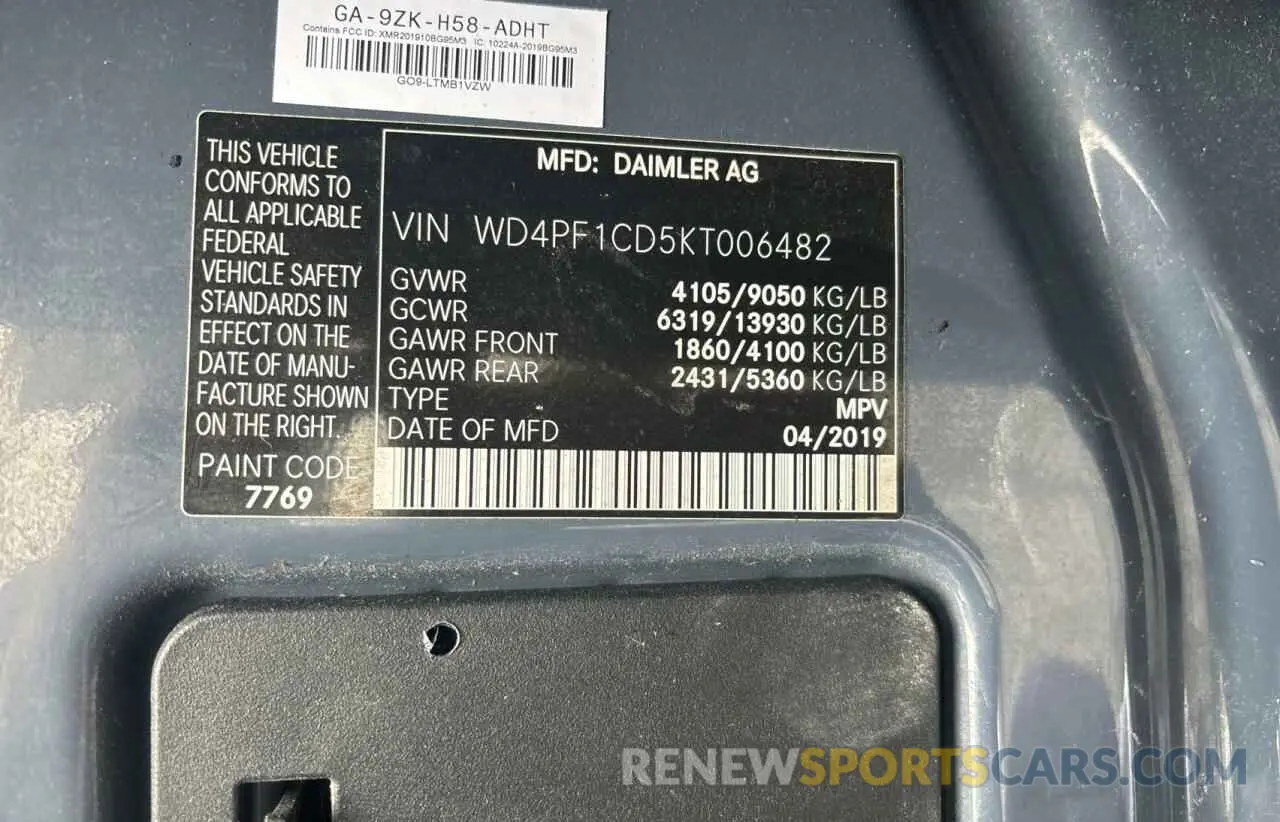 GA-9ZK-H58-ADHT
Contains FCC ID: XMR201910BG95M3 IC: 10224A-2019BG95M3
GO9-LTMB1VZW
THIS VEHICLE
CONFORMS TO
ALL APPLICABLE
FEDERAL
VEHICLE SAFETY
STANDARDS IN
EFFECT ON THE
DATE OF MANU-
FACTURE SHOWN
ON THE RIGHT.
PAINT CODE
7769
MFD: DAIMLER AG
VIN WD4PF1CD5KT006482
GVWR 4105/9050 KG/LB
GCWR 6319/13930 KG/LB
GAWR FRONT 1860/4100 KG/LB
GAWR REAR 2431/5360 KG/LB
TYPE MPV
DATE OF MFD 04/2019
RENEWSPORTSCARS.COM